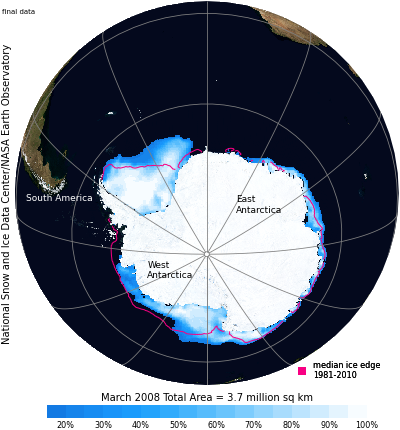 final data
National Snow and Ice Data Center/NASA Earth Observatory
South America
East
Antarctica
West
Antarctica
median ice edge
1981-2010
March 2008 Total Area = 3.7 million sq km
20% 30% 40% 50% 60% 70% 80% 90% 100%